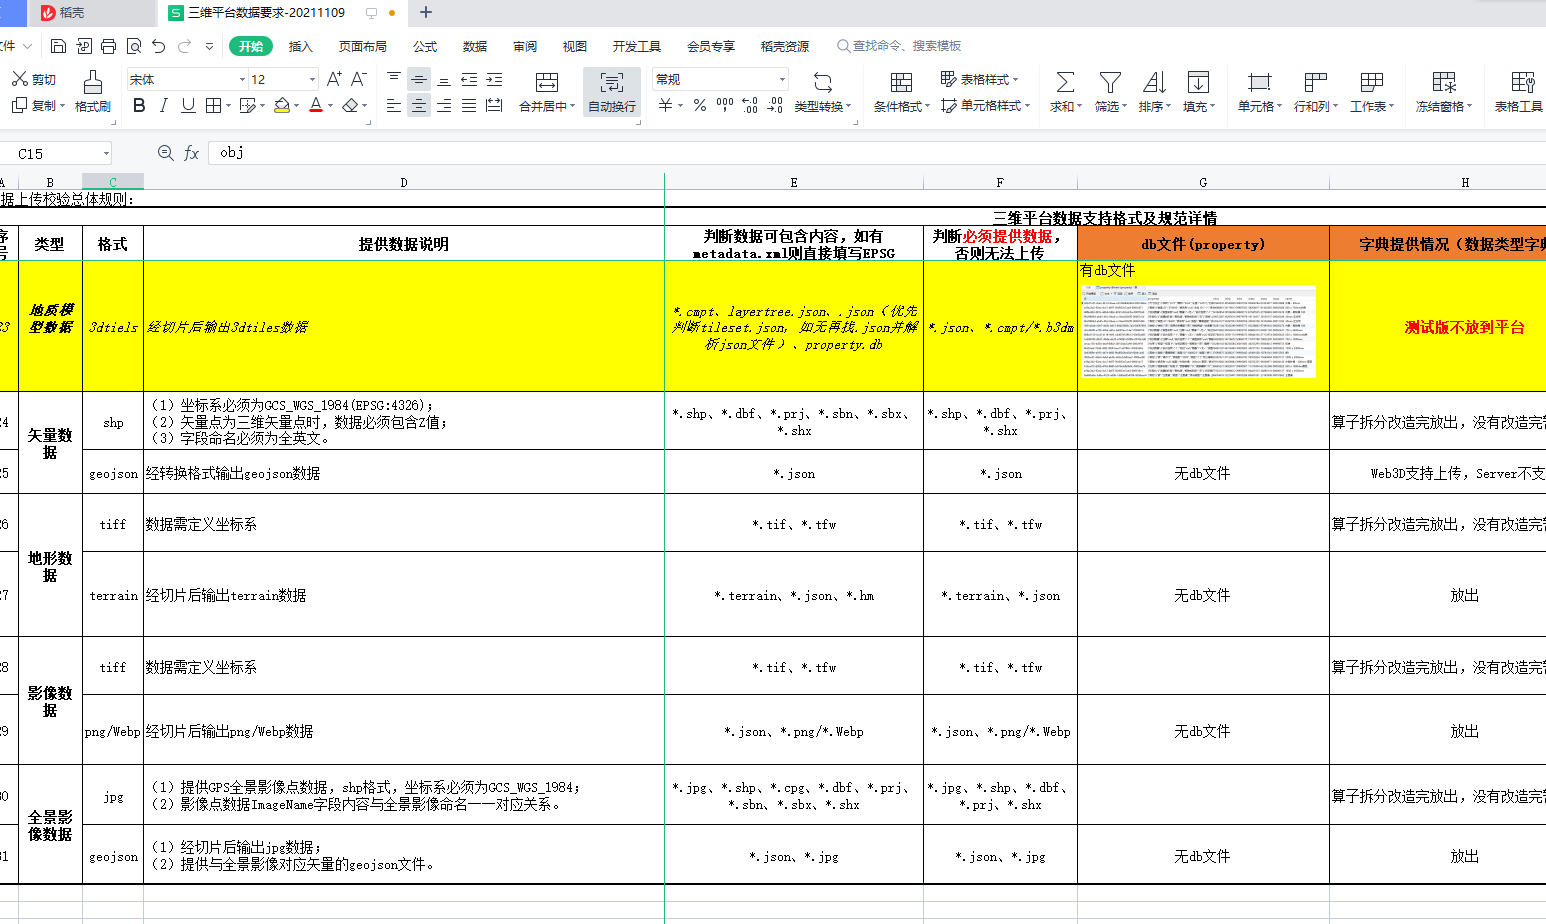 稻壳
三维平台数据要求-20211109
开始
插入
页面布局
公式
数据
审阅
视图
开发工具
会员专享
稻壳资源
查找命令、搜索模板
剪切
复制
格式刷
宋体
12
合并居中
自动换行
常规
类型转换
条件格式
表格样式
单元格样式
求和
筛选
排序
填充
单元格
行和列
工作表
冻结窗格
表格工具
C15
fx
obj
A B C D E F G H
据上传校验总体规则：
三维平台数据支持格式及规范详情
序号
类型
格式
提供数据说明
判断数据可包含内容，如有
metadata.xml则直接填写EPSG
判断必须提供数据，
否则无法上传
db文件(property)
字典提供情况（数据类型字
地质模
型数据
3dtiels
经切片后输出3dtiles数据
*.cmpt、layertree.json、.json（优先
判断tileset.json, 如无再找.json并解
析json文件）、property.db
*.json、*.cmpt/*.b3dm
有db文件
测试版不放到平台
矢量数
据
shp
（1）坐标系必须为GCS_WGS_1984(EPSG:4326)；
（2）矢量点为三维矢量点时，数据必须包含Z值；
（3）字段命名必须为全英文。
*.shp、*.dbf、*.prj、*.sbn、*.sbx、
*.shx
*.shp、*.dbf、*.prj、
*.shx
算子拆分改造完放出，没有改造完
geojson
经转换格式输出geojson数据
*.json
*.json
无db文件
Web3D支持上传，Server不支
地形数
据
tiff
数据需定义坐标系
*.tif、*.tfw
*.tif、*.tfw
算子拆分改造完放出，没有改造完
terrain
经切片后输出terrain数据
*.terrain、*.json、*.hm
*.terrain、*.json
无db文件
放出
影像数
据
tiff
数据需定义坐标系
*.tif、*.tfw
*.tif、*.tfw
算子拆分改造完放出，没有改造完
png/Webp
经切片后输出png/Webp数据
*.json、*.png/*.Webp
*.json、*.png/*.Webp
无db文件
放出
全景影
像数据
jpg
（1）提供GPS全景影像点数据，shp格式，坐标系必须为GCS_WGS_1984；
（2）影像点数据ImageName字段内容与全景影像命名一一对应关系。
*.jpg、*.shp、*.cpg、*.dbf、*.prj、
*.sbn、*.sbx、*.shx
*.jpg、*.shp、*.dbf、
*.prj、*.shx
算子拆分改造完放出，没有改造完
geojson
（1）经切片后输出jpg数据；
（2）提供与全景影像对应矢量的geojson文件。
*.json、*.jpg
*.json、*.jpg
无db文件
放出